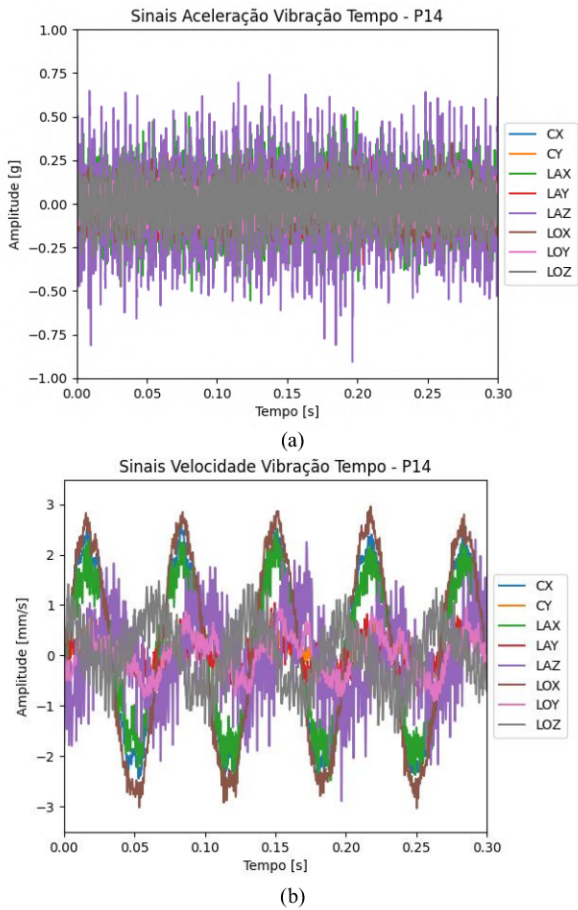 Sinais Aceleração Vibração Tempo - P14
Amplitude [g]
1.00
0.75
0.50
0.25
0.00
−0.25
−0.50
−0.75
−1.00
0.00 0.05 0.10 0.15 0.20 0.25 0.30
Tempo [s]
CX
CY
LAX
LAY
LAZ
LOX
LOY
LOZ
(a)
Sinais Velocidade Vibração Tempo - P14
Amplitude [mm/s]
3
2
1
0
−1
−2
−3
0.00 0.05 0.10 0.15 0.20 0.25 0.30
Tempo [s]
CX
CY
LAX
LAY
LAZ
LOX
LOY
LOZ
(b)